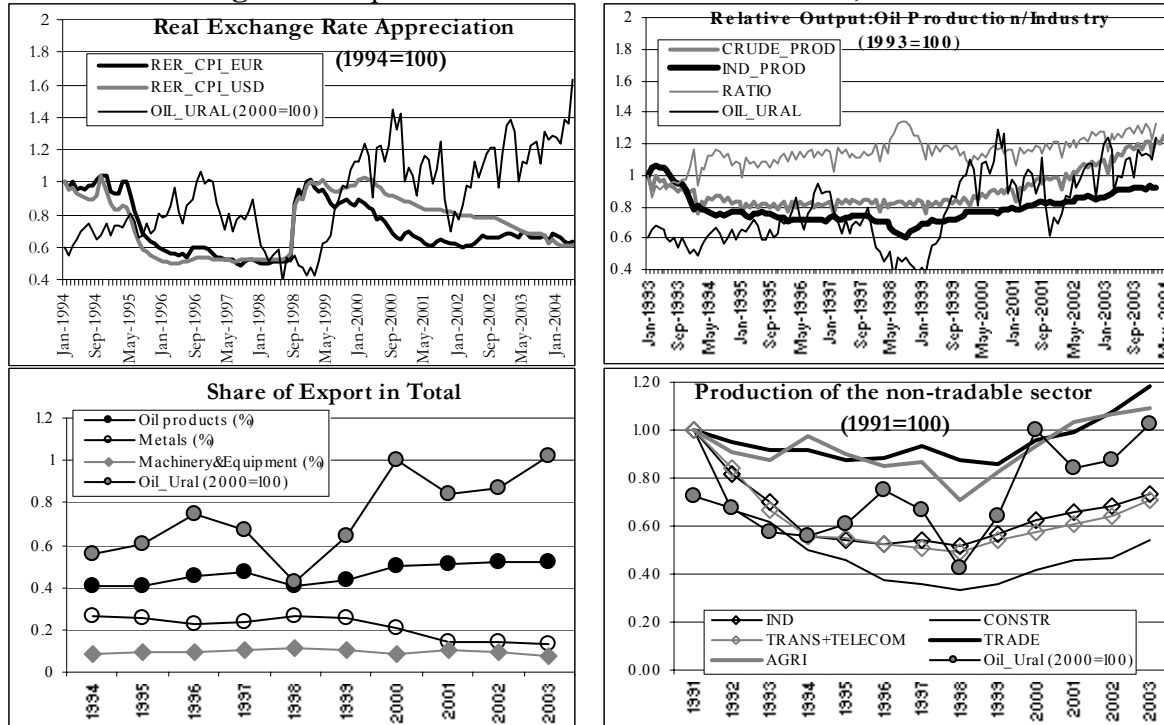 Real Exchange Rate Appreciation
(1994=100)
RER_CPI_EUR
RER_CPI_USD
OIL_URAL (2000=100)
2
1.8
1.6
1.4
1.2
1
0.8
0.6
0.4
Jan-1994
Sep-1994
May-1995
Jan-1996
Sep-1996
May-1997
Jan-1998
Sep-1998
May-1999
Jan-2000
Sep-2000
May-2001
Jan-2002
Sep-2002
May-2003
Jan-2004
Relative Output:Oil Production/Industry
(1993=100)
CRUDE_PROD
IND_PROD
RATIO
OIL_URAL
2
1.8
1.6
1.4
1.2
1
0.8
0.6
0.4
Jan-1993
Sep-1993
May-1994
Jan-1995
Sep-1995
May-1996
Jan-1997
Sep-1997
May-1998
Jan-1999
Sep-1999
May-2000
Jan-2001
Sep-2001
May-2002
Jan-2003
Sep-2003
Share of Export in Total
Oil products (%)
Metals (%)
Machinery&Equipment (%)
Oil_Ural (2000=100)
1.2
1
0.8
0.6
0.4
0.2
0
1994
1995
1996
1997
1998
1999
2000
2001
2002
2003
Production of the non-tradable sector
(1991=100)
1.20
1.00
0.80
0.60
0.40
0.20
0.00
IND
CONSTR
TRANS+TELECOM
TRADE
AGRI
Oil_Ural (2000=100)
1991
1992
1993
1994
1995
1996
1997
1998
1999
2000
2001
2002
2003